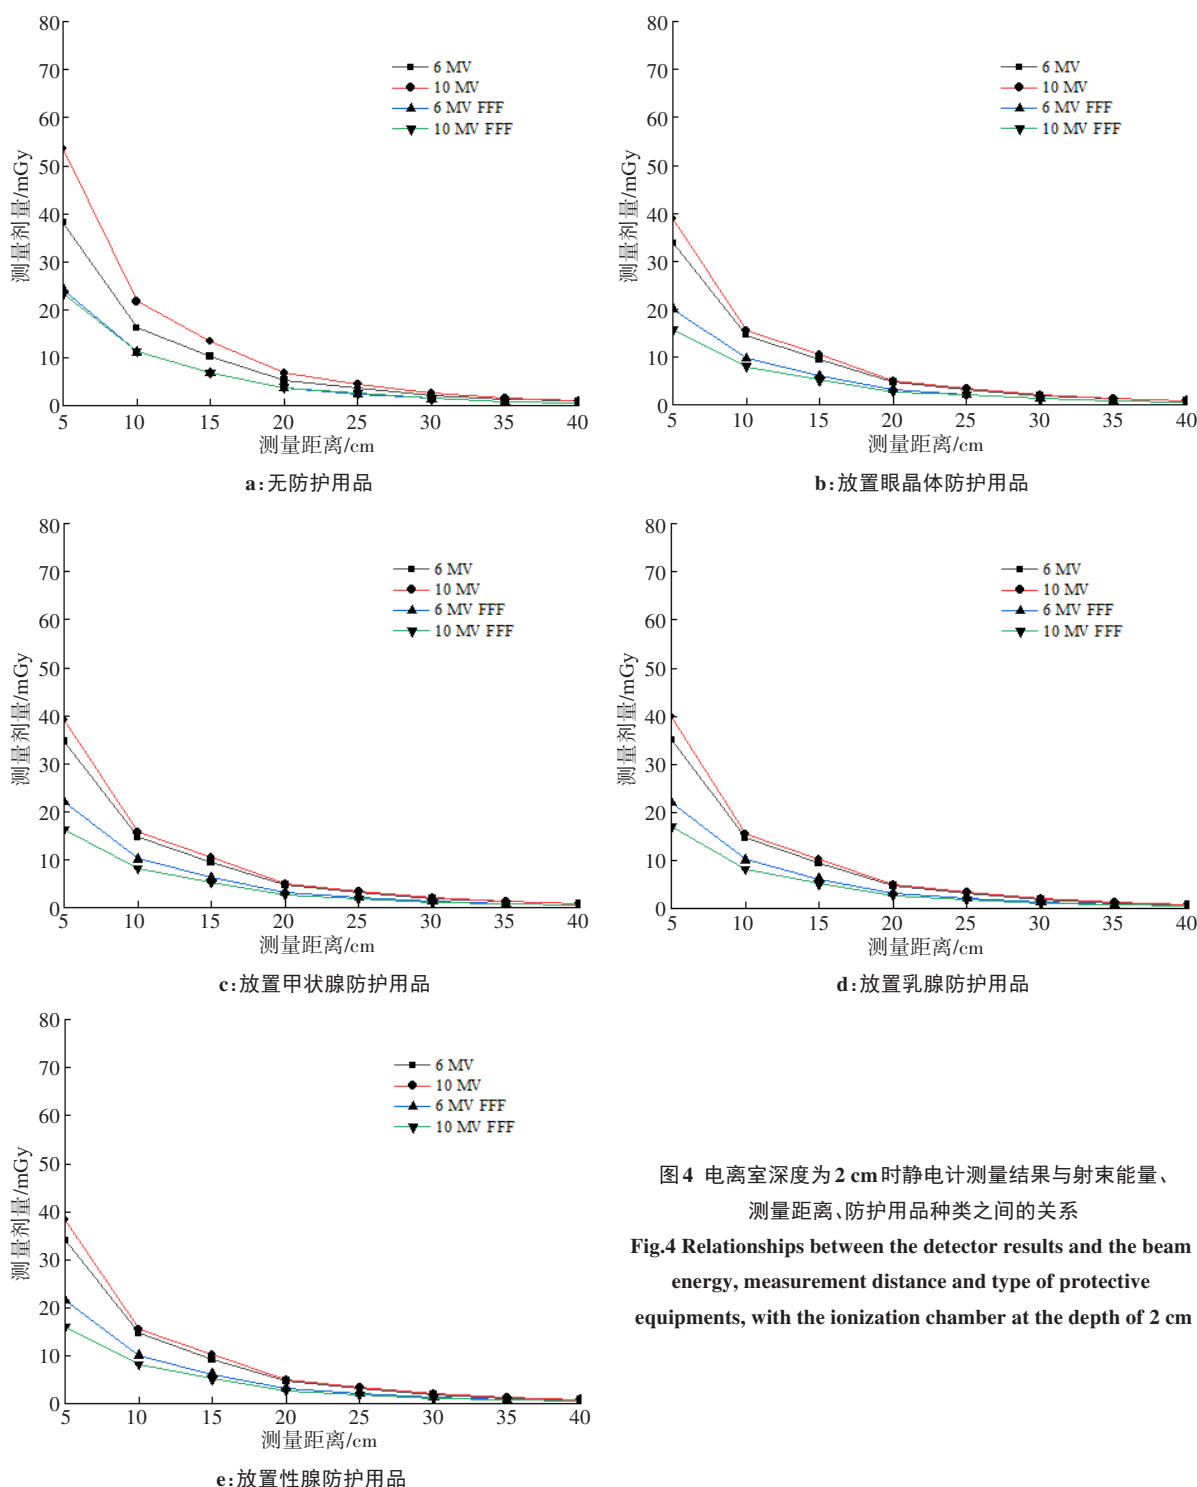 80
70
60
50
40
30
20
10
0
测量剂量/mGy
6 MV
10 MV
6 MV FFF
10 MV FFF
5 10 15 20 25 30 35 40
测量距离/cm
a:无防护用品
80
70
60
50
40
30
20
10
0
测量剂量/mGy
6 MV
10 MV
6 MV FFF
10 MV FFF
5 10 15 20 25 30 35 40
测量距离/cm
b:放置眼晶体防护用品
80
70
60
50
40
30
20
10
0
测量剂量/mGy
6 MV
10 MV
6 MV FFF
10 MV FFF
5 10 15 20 25 30 35 40
测量距离/cm
c:放置甲状腺防护用品
80
70
60
50
40
30
20
10
0
测量剂量/mGy
6 MV
10 MV
6 MV FFF
10 MV FFF
5 10 15 20 25 30 35 40
测量距离/cm
d:放置乳腺防护用品
80
70
60
50
40
30
20
10
0
测量剂量/mGy
6 MV
10 MV
6 MV FFF
10 MV FFF
5 10 15 20 25 30 35 40
测量距离/cm
e:放置性腺防护用品
图4 电离室深度为2 cm时静电计测量结果与射束能量、
测量距离、防护用品种类之间的关系
Fig.4 Relationships between the detector results and the beam
energy, measurement distance and type of protective
equipments, with the ionization chamber at the depth of 2 cm